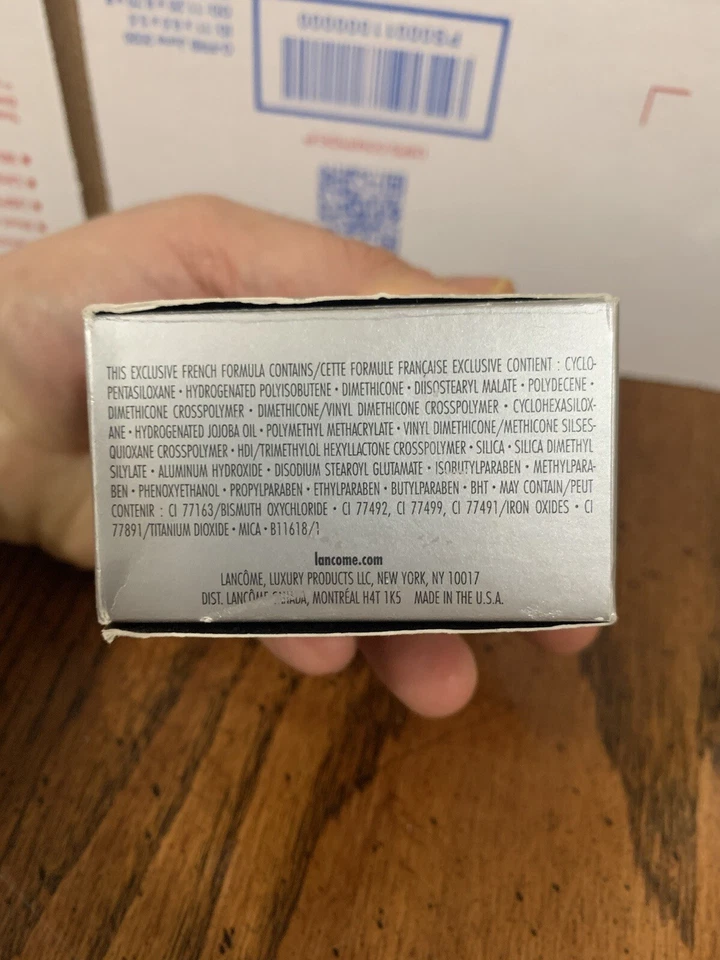 THIS EXCLUSIVE FRENCH FORMULA CONTAINS/CETTE FORMULE FRANÇAISE EXCLUSIVE CONTIENT : CYCLO-
PENTASILOXANE • HYDROGENATED POLYISOBUTENE • DIMETHICONE • DIISOSTEARYL MALATE • POLYDECENE •
DIMETHICONE CROSSPOLYMER • DIMETHICONE/VINYL DIMETHICONE CROSSPOLYMER • CYCLOHEXASILOX-
ANE • HYDROGENATED JOJOBA OIL • POLYMETHYL METHACRYLATE • VINYL DIMETHICONE/METHICONE SILSES-
QUIOXANE CROSSPOLYMER • HDI/TRIMETHYLOL HEXYLLACTONE CROSSPOLYMER • SILICA • SILICA DIMETHYL
SILYLATE • ALUMINUM HYDROXIDE • DISODIUM STEAROYL GLUTAMATE • ISOBUTYLPARABEN • METHYLPARA-
BEN • PHENOXYETHANOL • PROPYLPARABEN • ETHYLPARABEN • BUTYLPARABEN • BHT • MAY CONTAIN/PEUT
CONTENIR : CI 77163/BISMUTH OXYCHLORIDE • CI 77492, CI 77499, CI 77491/IRON OXIDES • CI
77891/TITANIUM DIOXIDE • MICA • B11618/1
lancome.com
LANCÔME, LUXURY PRODUCTS LLC, NEW YORK, NY 10017
DIST. LANCÔME CANADA, MONTRÉAL H4T 1K5 MADE IN THE U.S.A.